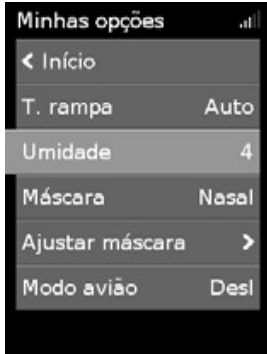 Minhas opções
< Início
T. rampa Auto
Umidade 4
Máscara Nasal
Ajustar máscara >
Modo avião Desl